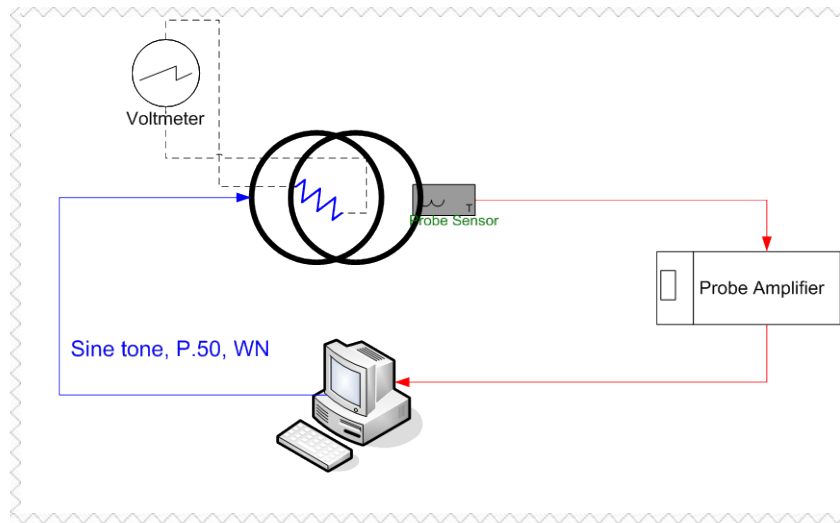 Voltmeter
T
Probe Sensor
Probe Amplifier
Sine tone, P.50, WN